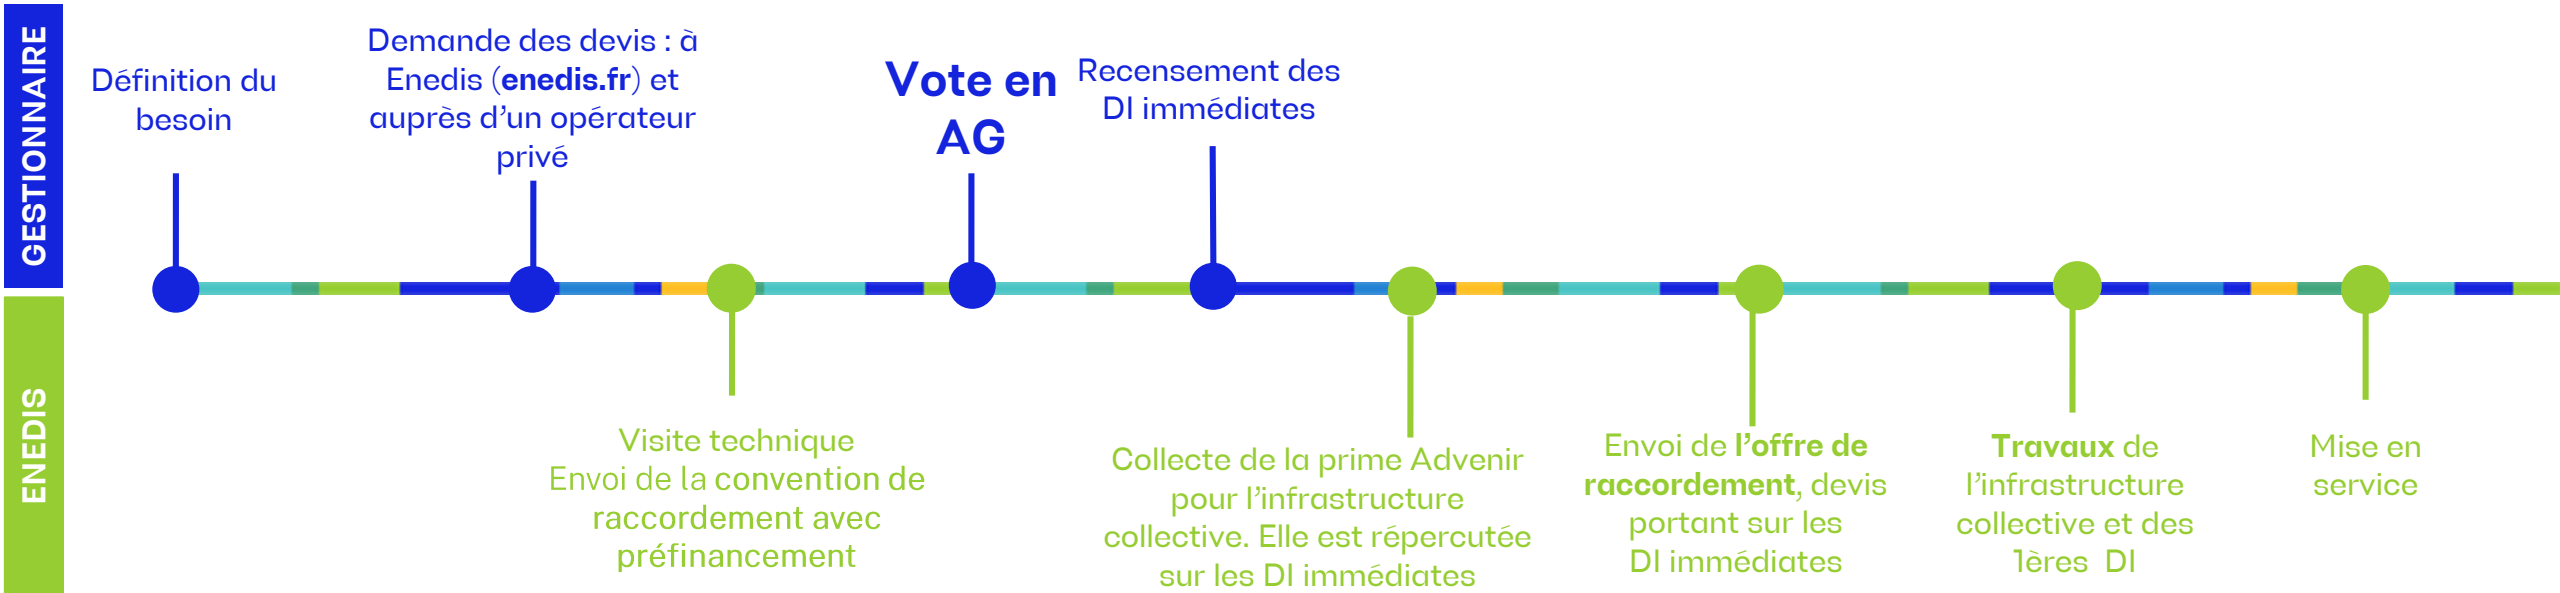 GESTIONNAIRE
Définition du
besoin
Demande des devis : à
Enedis (enedis.fr) et
auprès d’un opérateur
privé
Vote en
AG
Recensement des
DI immédiates
ENEDIS
Visite technique
Envoi de la convention de
raccordement avec
préfinancement
Collecte de la prime Advenir
pour l’infrastructure
collective. Elle est répercutée
sur les DI immédiates
Envoi de l’offre de
raccordement, devis
portant sur les
DI immédiates
Travaux de
l’infrastructure
collective et des
1ères  DI
Mise en
service